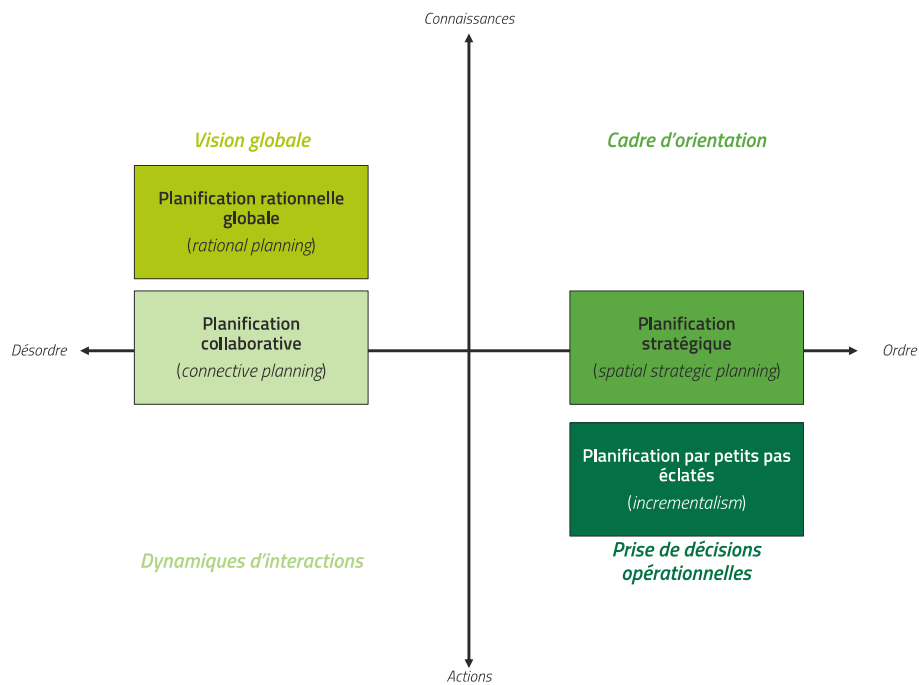 Connaissances
Vision globale
Cadre d'orientation
Planification rationnelle
globale
(rational planning)
Planification
collaborative
(connective planning)
Planification
stratégique
(spatial strategic planning)
Désordre
Ordre
Planification par petits pas
éclatés
(incrementalism)
Dynamiques d'interactions
Prise de décisions
opérationnelles
Actions